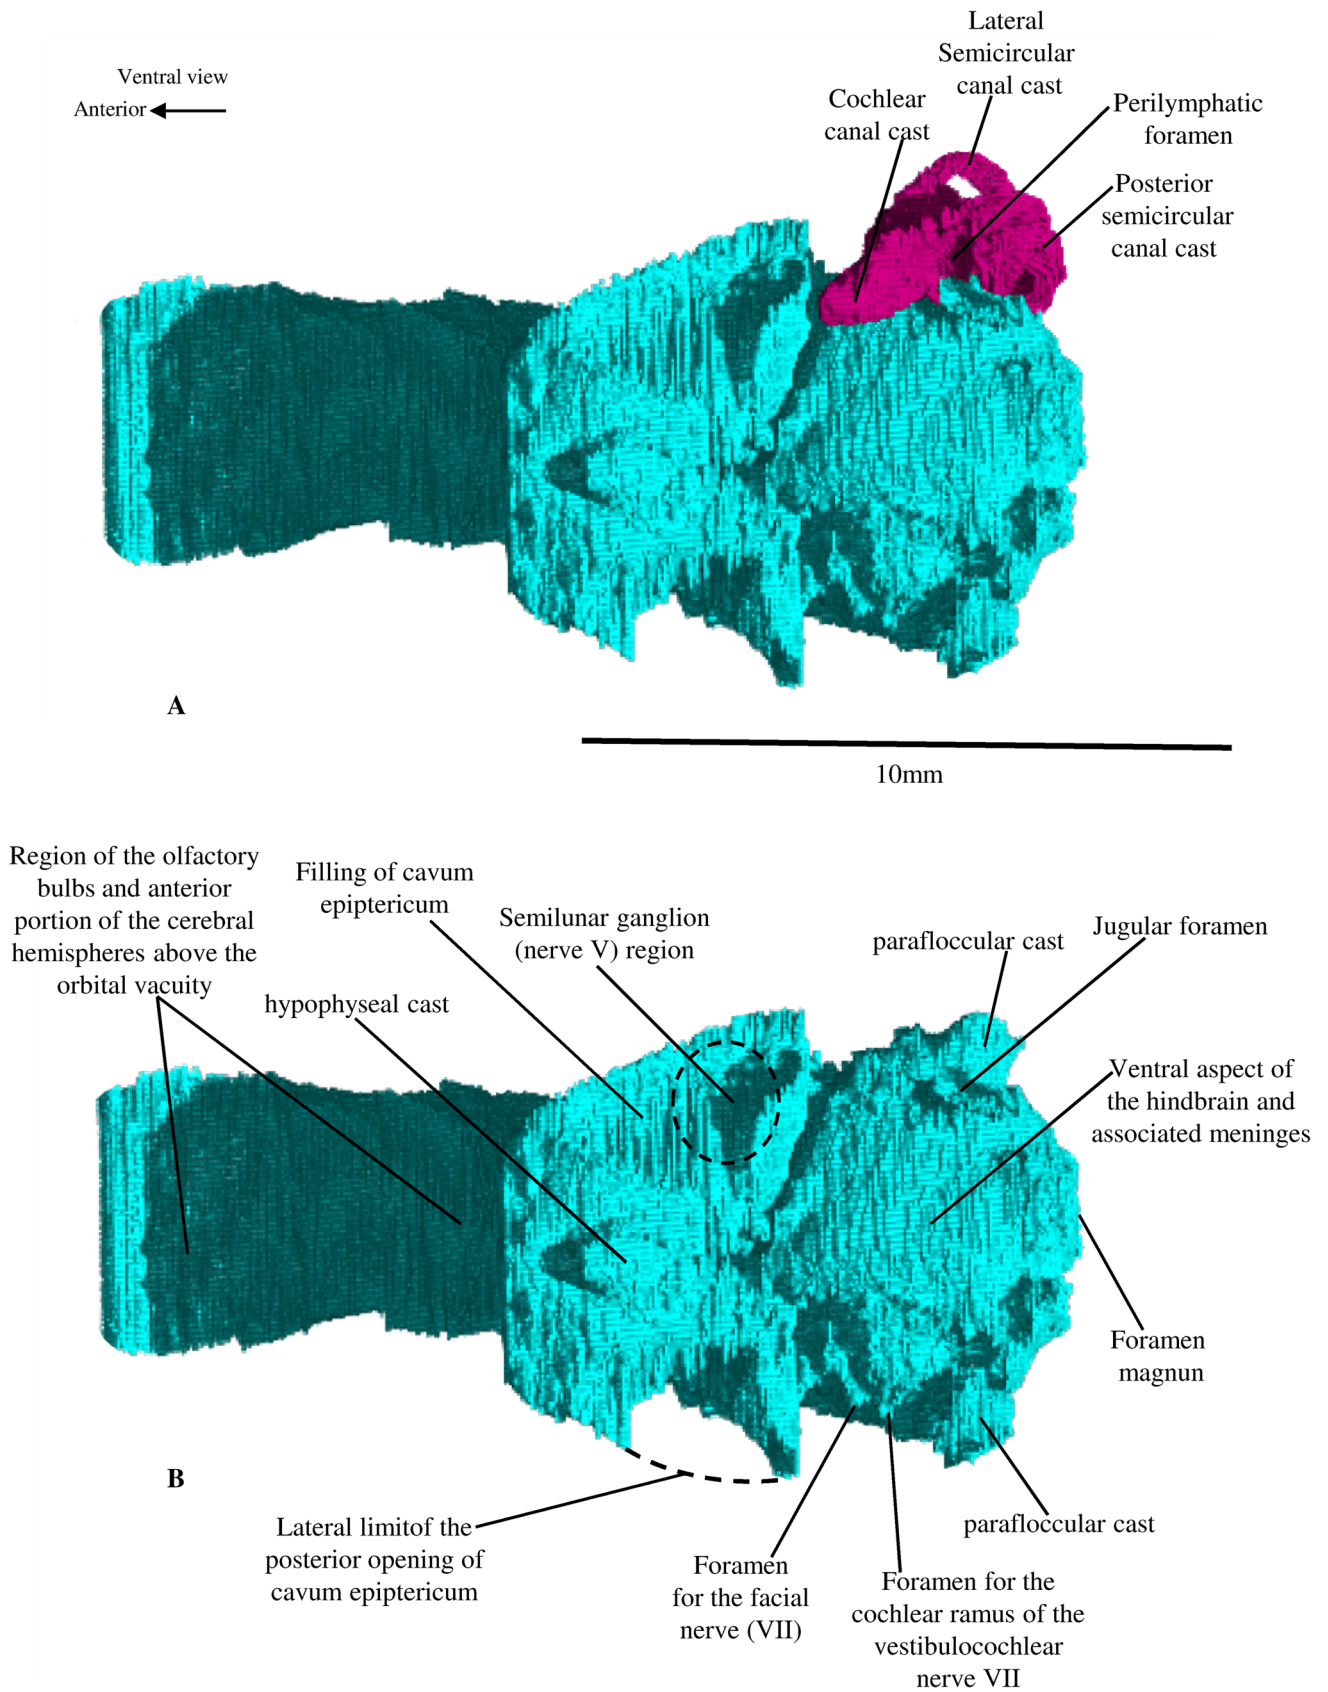 Ventral view
Anterior
Lateral
Semicircular
canal cast
Cochlear
canal cast
Perilymphatic
foramen
Posterior
semicircular
canal cast
A
10mm
Region of the olfactory
bulbs and anterior
portion of the cerebral
hemispheres above the
orbital vacuity
Filling of cavum
epiptericum
hypophyseal cast
Semilunar ganglion
(nerve V) region
parafloccular cast
Jugular foramen
Ventral aspect of
the hindbrain and
associated meninges
Foramen
magnun
B
Lateral limitof the
posterior opening of
cavum epiptericum
Foramen
for the facial
nerve (VII)
parafloccular cast
Foramen for the
cochlear ramus of the
vestibulocochlear
nerve VII